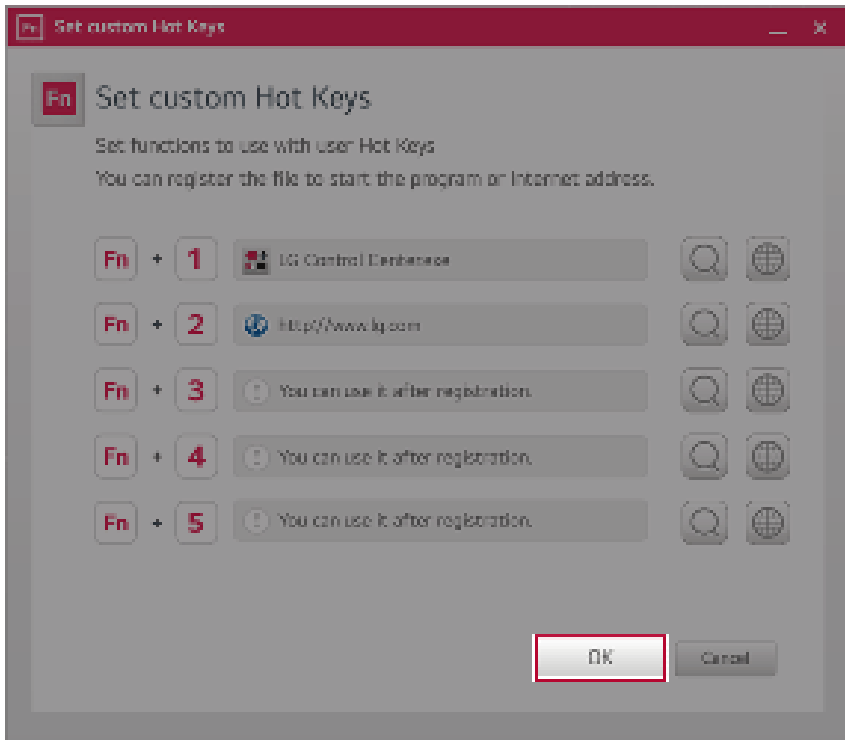 Fn Set custom Hot Keys
Fn Set custom Hot Keys
Set functions to use with user Hot Keys
You can register the file to start the program or internet address.
Fn + 1 LG Control Center.exe
Fn + 2 http://www.lg.com
Fn + 3 ! You can use it after registration.
Fn + 4 ! You can use it after registration.
Fn + 5 ! You can use it after registration.
OK Cancel